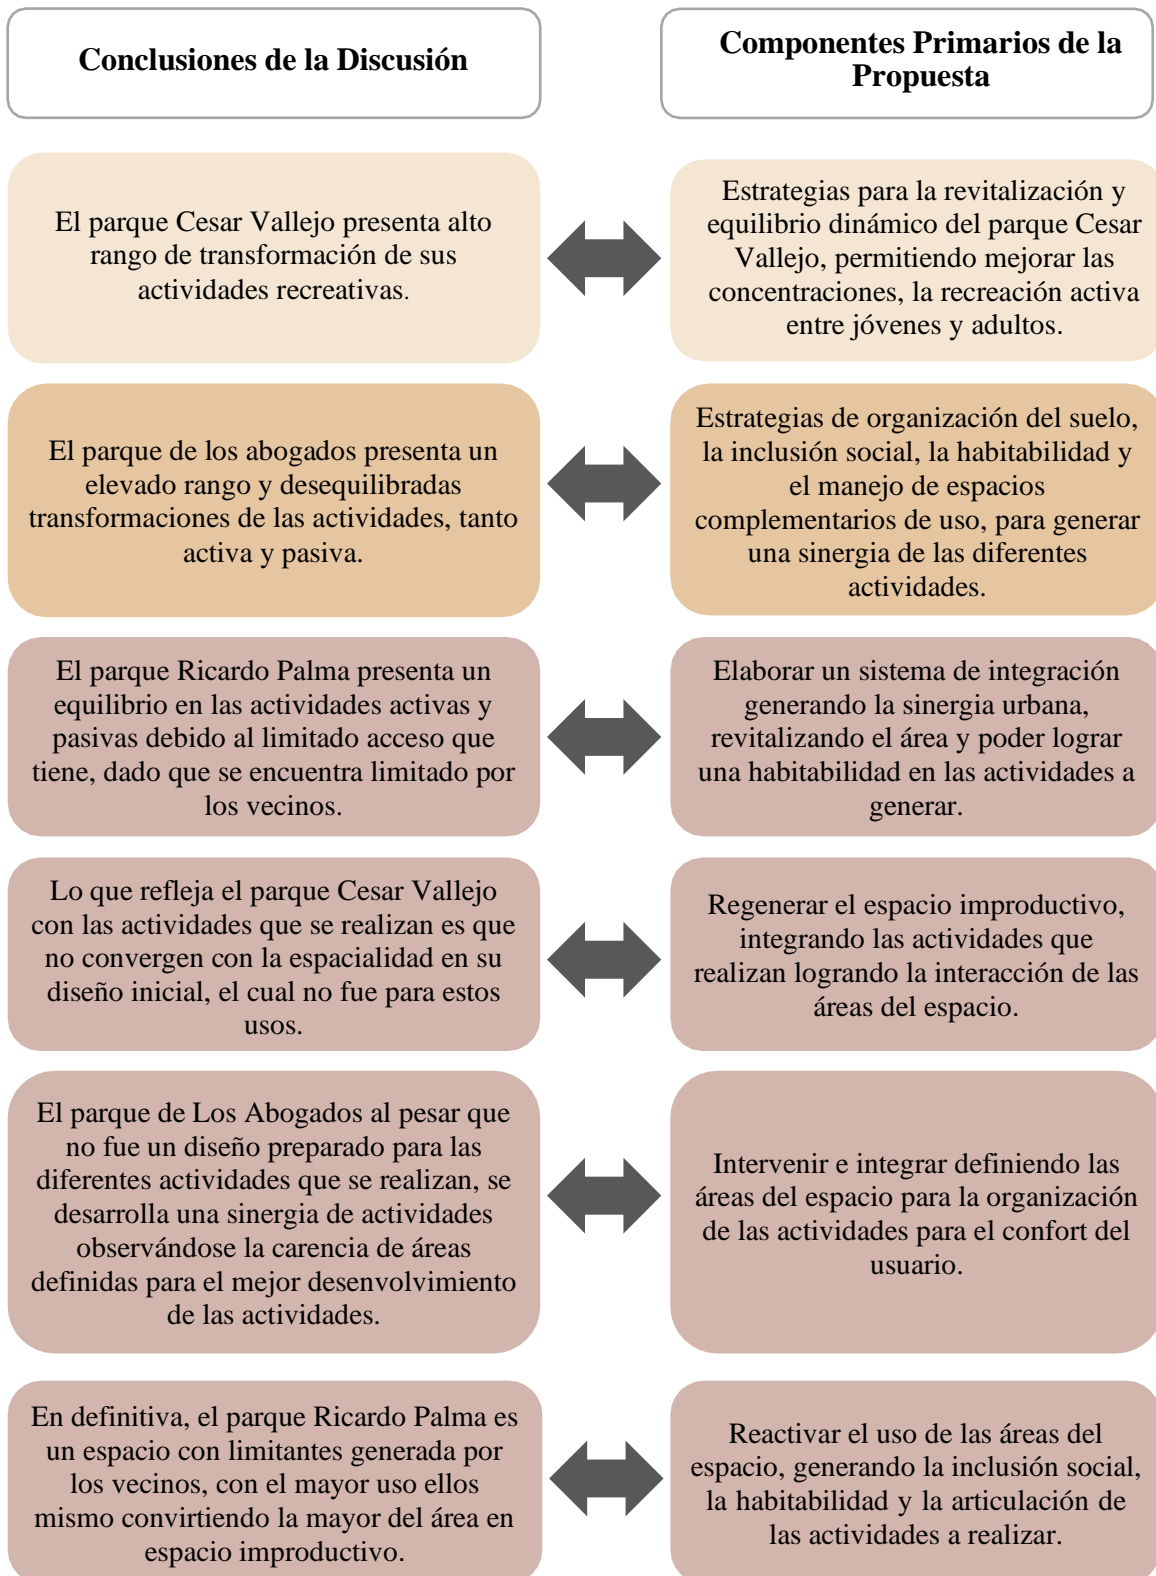 Conclusiones de la Discusión
Componentes Primarios de la
Propuesta
El parque Cesar Vallejo presenta alto
rango de transformación de sus
actividades recreativas.
Estrategias para la revitalización y
equilibrio dinámico del parque Cesar
Vallejo, permitiendo mejorar las
concentraciones, la recreación activa
entre jóvenes y adultos.
El parque de los abogados presenta un
elevado rango y desequilibradas
transformaciones de las actividades, tanto
activa y pasiva.
Estrategias de organización del suelo,
la inclusión social, la habitabilidad y
el manejo de espacios
complementarios de uso, para generar
una sinergia de las diferentes
actividades.
El parque Ricardo Palma presenta un
equilibrio en las actividades activas y
pasivas debido al limitado acceso que
tiene, dado que se encuentra limitado por
los vecinos.
Elaborar un sistema de integración
generando la sinergia urbana,
revitalizando el área y poder lograr
una habitabilidad en las actividades a
generar.
Lo que refleja el parque Cesar Vallejo
con las actividades que se realizan es que
no convergen con la espacialidad en su
diseño inicial, el cual no fue para estos
usos.
Regenerar el espacio improductivo,
integrando las actividades que
realizan logrando la interacción de las
áreas del espacio.
El parque de Los Abogados al pesar que
no fue un diseño preparado para las
diferentes actividades que se realizan, se
desarrolla una sinergia de actividades
observándose la carencia de áreas
definidas para el mejor desenvolvimiento
de las actividades.
Intervenir e integrar definiendo las
áreas del espacio para la organización
de las actividades para el confort del
usuario.
En definitiva, el parque Ricardo Palma es
un espacio con limitantes generada por
los vecinos, con el mayor uso ellos
mismo convirtiendo la mayor del área en
espacio improductivo.
Reactivar el uso de las áreas del
espacio, generando la inclusión social,
la habitabilidad y la articulación de
las actividades a realizar.